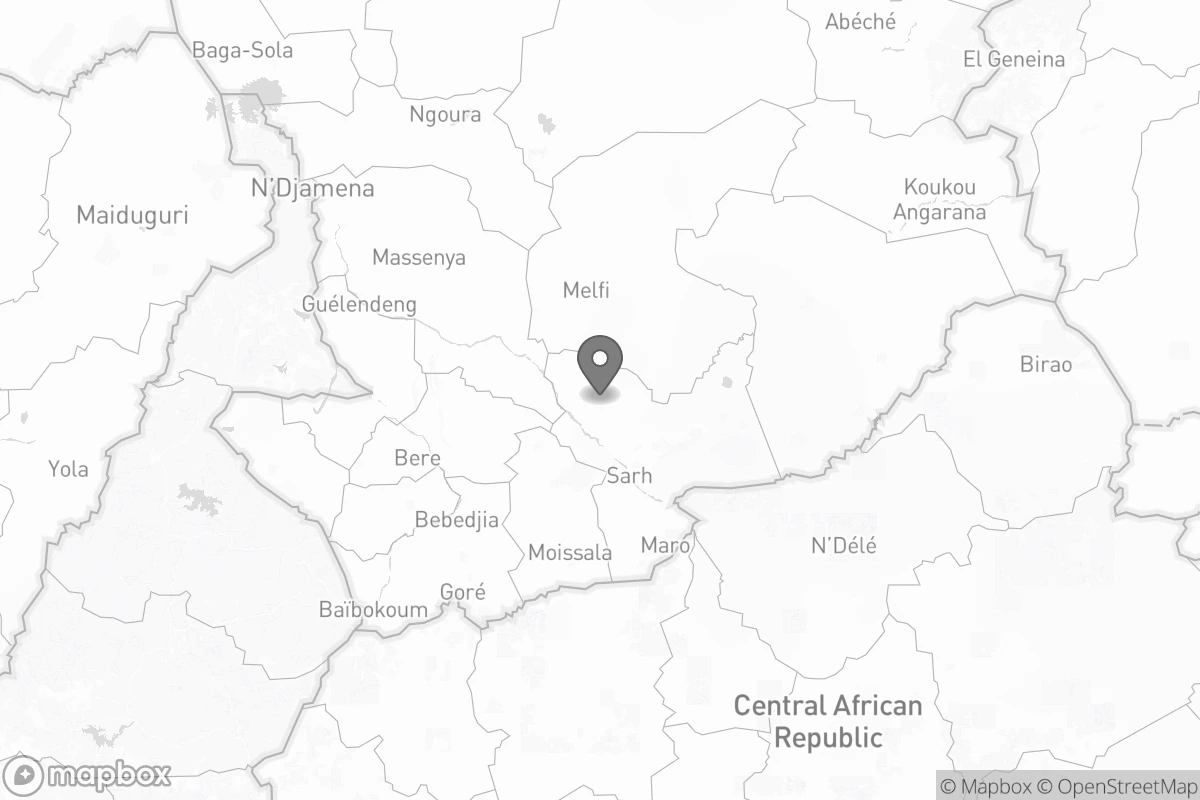 Abéché
Baga-Sola
El Geneina
Ngoura
N'Djamena
Koukou
Angarana
Maiduguri
Massenya
Melfi
Guélendeng
Birao
Bere
Yola
Sarh
Bebedjia
Moissala
Maro
N'Délé
Goré
Baïbokoum
Central African
Republic
mapbox
© Mapbox © OpenStreetMap